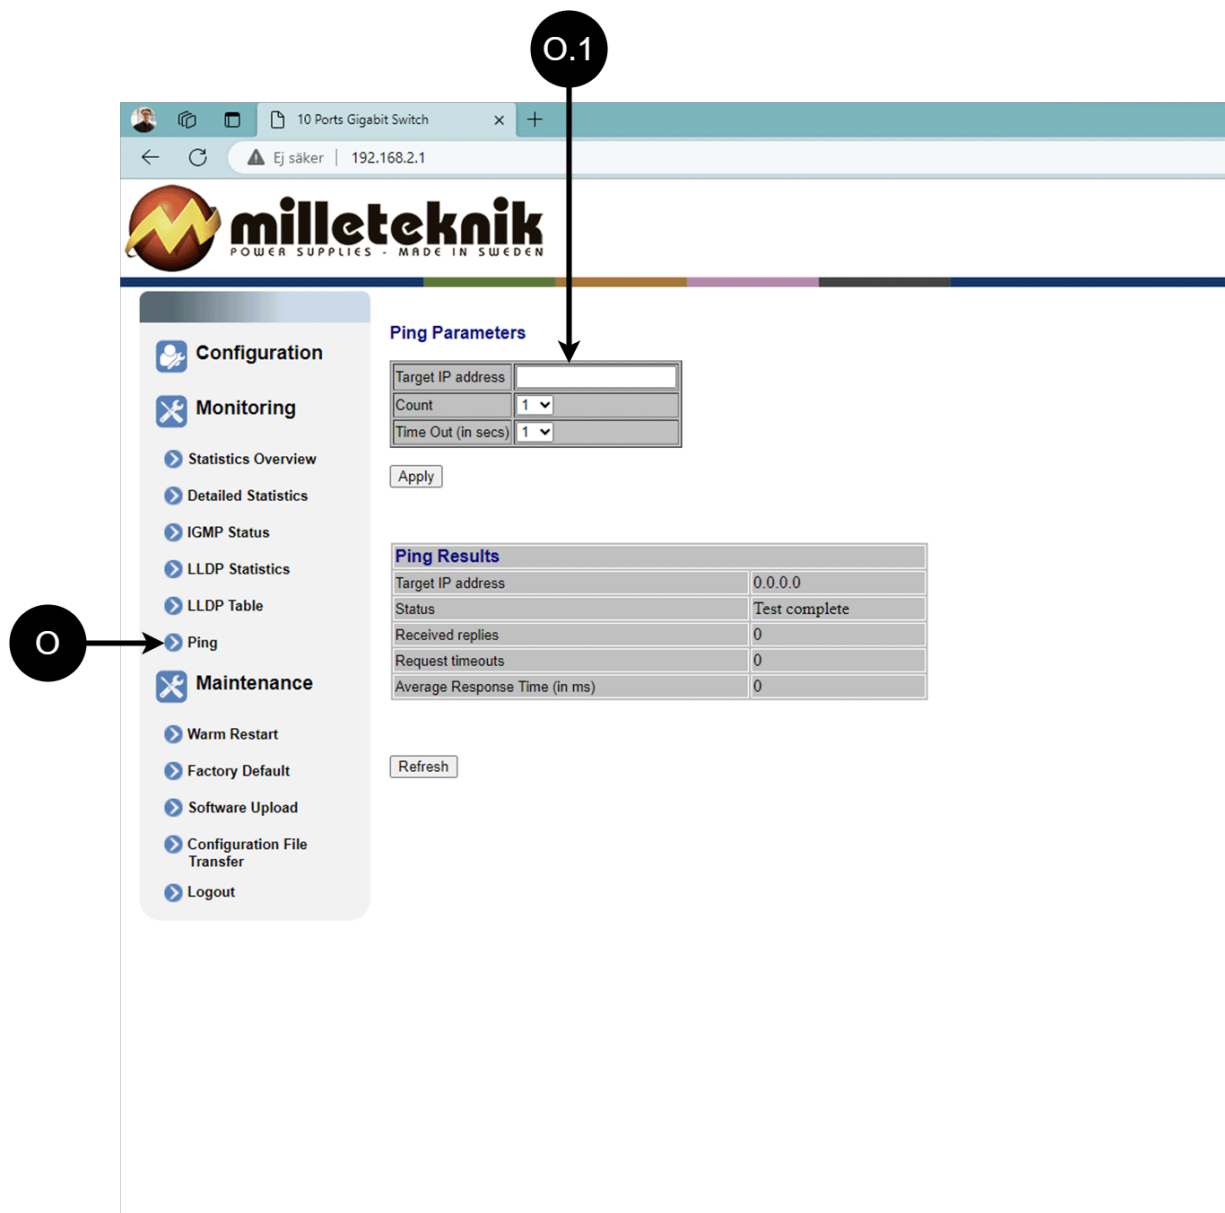 O.1
10 Ports Gigabit Switch
Ej säker | 192.168.2.1
milleteknik
POWER SUPPLIES - MADE IN SWEDEN
Configuration
Monitoring
Statistics Overview
Detailed Statistics
IGMP Status
LLDP Statistics
LLDP Table
O
Ping
Maintenance
Warm Restart
Factory Default
Software Upload
Configuration File
Transfer
Logout
Ping Parameters
Target IP address
Count 1
Time Out (in secs) 1
Apply
Ping Results
Target IP address 0.0.0.0
Status Test complete
Received replies 0
Request timeouts 0
Average Response Time (in ms) 0
Refresh